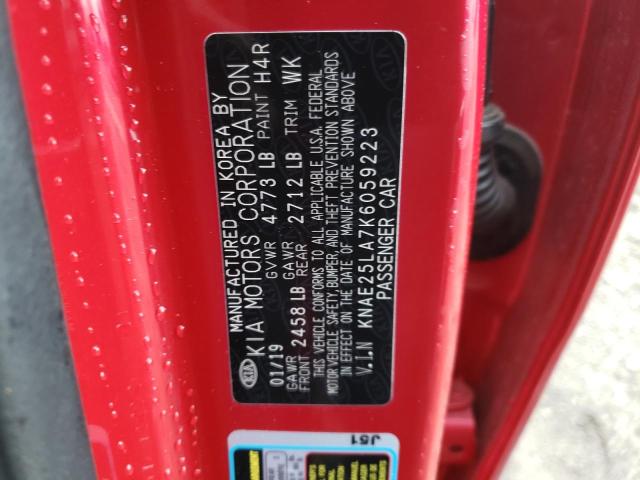 MANUFACTURED IN KOREA BY
KIA MOTORS CORPORATION
KIA
01/19 GVWR 4773 LB PAINT H4R
GAWR FRONT 2458 LB GAWR REAR 2712 LB TRIM WK
THIS VEHICLE CONFORMS TO ALL APPLICABLE U.S.A. FEDERAL
MOTOR VEHICLE SAFETY, BUMPER, AND THEFT PREVENTION STANDARDS
IN EFFECT ON THE DATE OF MANUFACTURE SHOWN ABOVE
V.I.N KNAE25LA7K6059223
PASSENGER CAR
J51